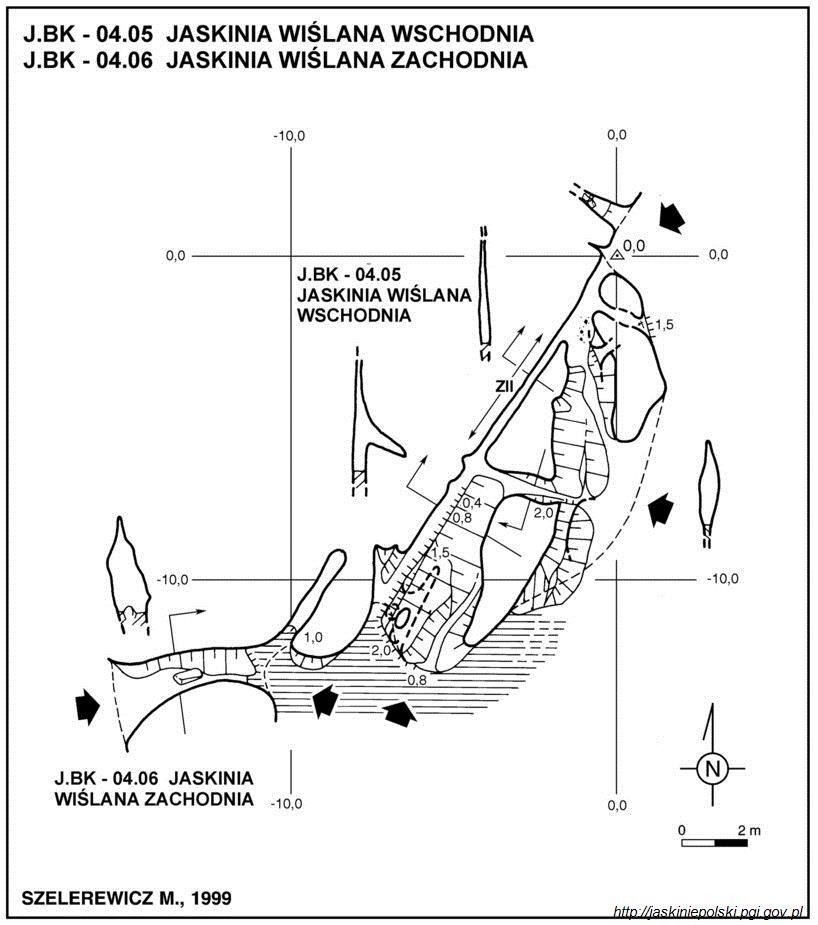 J.BK - 04.05 JASKINIA WIŚLANA WSCHODNIA
J.BK - 04.06 JASKINIA WIŚLANA ZACHODNIA
-10,0
0,0
0,0
0,0
0,0
J.BK - 04.05
JASKINIA WIŚLANA
WSCHODNIA
1,5
ZII
0,4
0,8
2,0
1,5
-10,0
-10,0
1,0
2,0
0,8
J.BK - 04.06 JASKINIA
WIŚLANA ZACHODNIA
-10,0
0,0
N
0
2 m
SZELEREWICZ M., 1999
http://jaskiniepolski.pgi.gov.pl